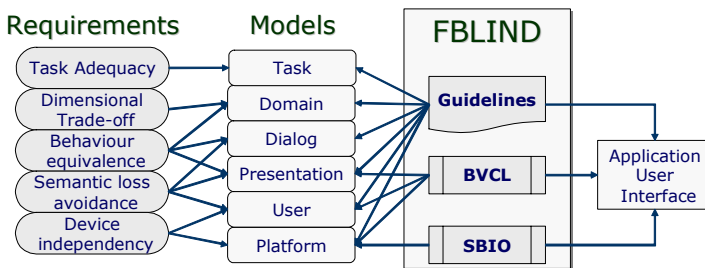 Requirements
Models
FBLIND
Task Adequacy
Dimensional
Trade-off
Behaviour
equivalence
Semantic loss
avoidance
Device
independency
Task
Domain
Dialog
Presentation
User
Platform
Guidelines
BVCL
SBIO
Application
User
Interface